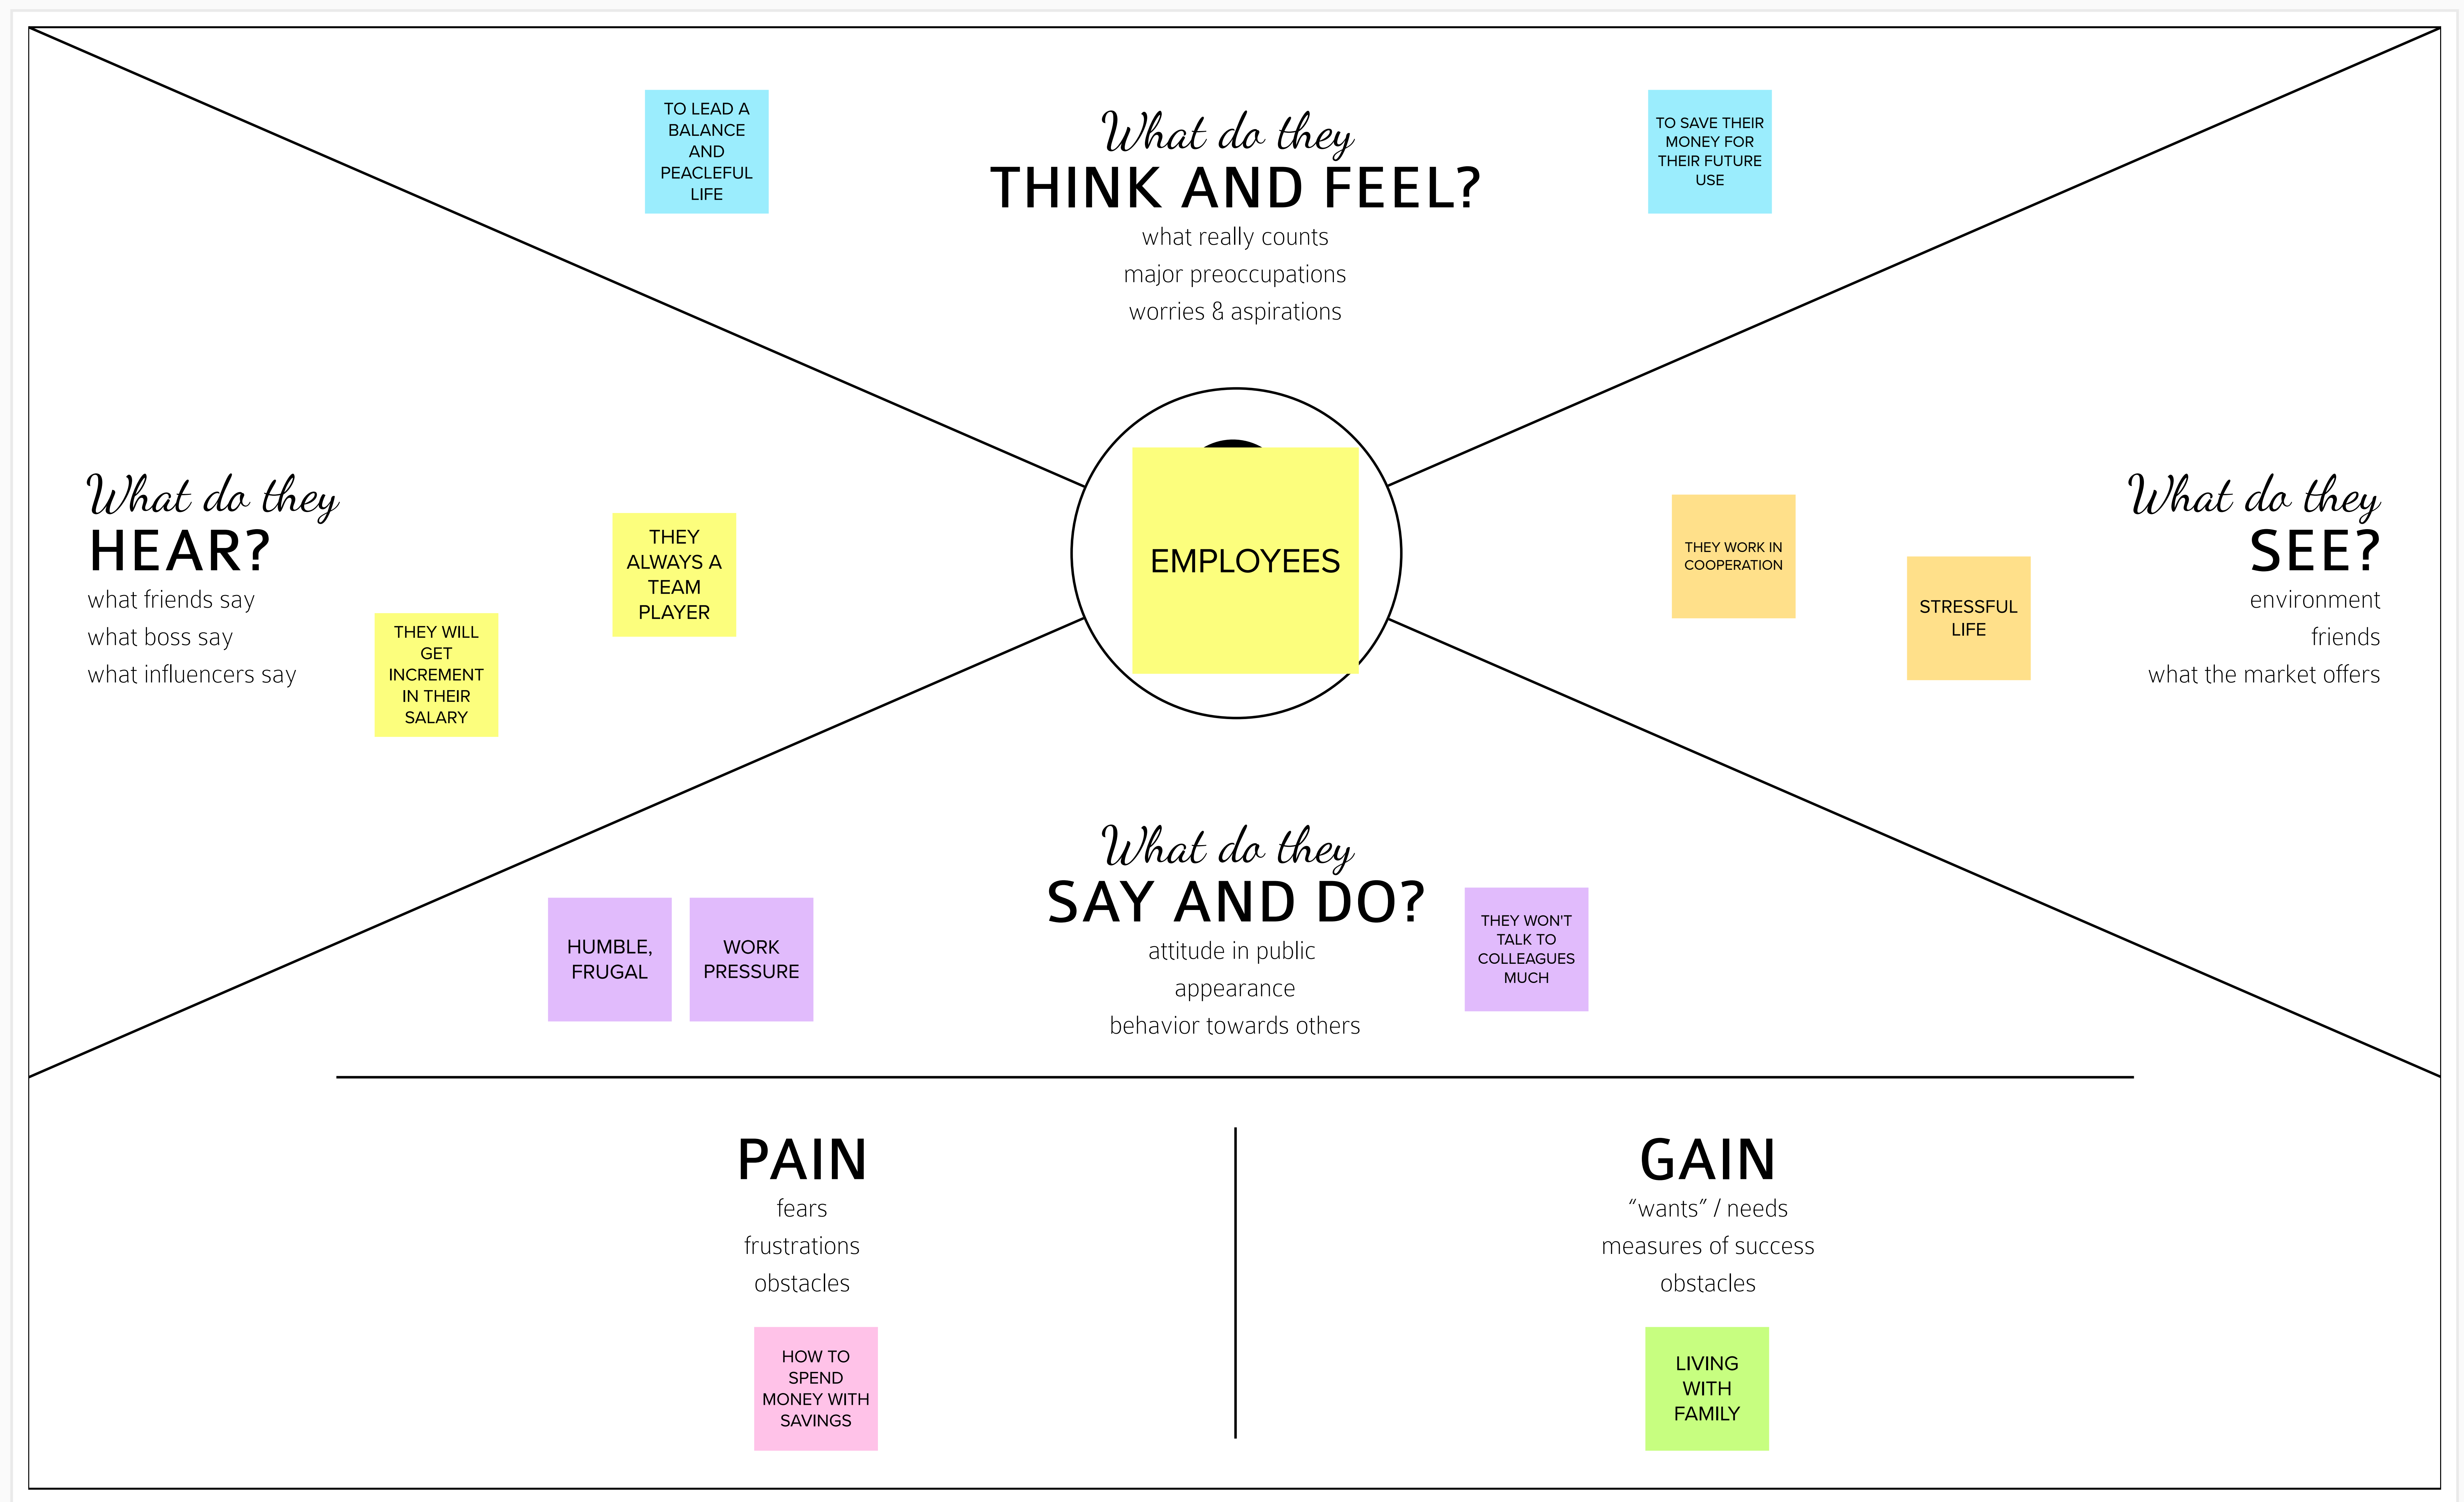 TO LEAD A
BALANCE
AND
PEACLEFUL
LIFE
What do they
THINK AND FEEL?
what really counts
major preoccupations
worries & aspirations
TO SAVE THEIR
MONEY FOR
THEIR FUTURE
USE
What do they
HEAR?
what friends say
what boss say
what influencers say
THEY WILL
GET
INCREMENT
IN THEIR
SALARY
THEY
ALWAYS A
TEAM
PLAYER
EMPLOYEES
THEY WORK IN
COOPERATION
STRESSFUL
LIFE
What do they
SEE?
environment
friends
what the market offers
HUMBLE,
FRUGAL
WORK
PRESSURE
What do they
SAY AND DO?
attitude in public
appearance
behavior towards others
THEY WON'T
TALK TO
COLLEAGUES
MUCH
PAIN
fears
frustrations
obstacles
HOW TO
SPEND
MONEY WITH
SAVINGS
GAIN
“wants” / needs
measures of success
obstacles
LIVING
WITH
FAMILY